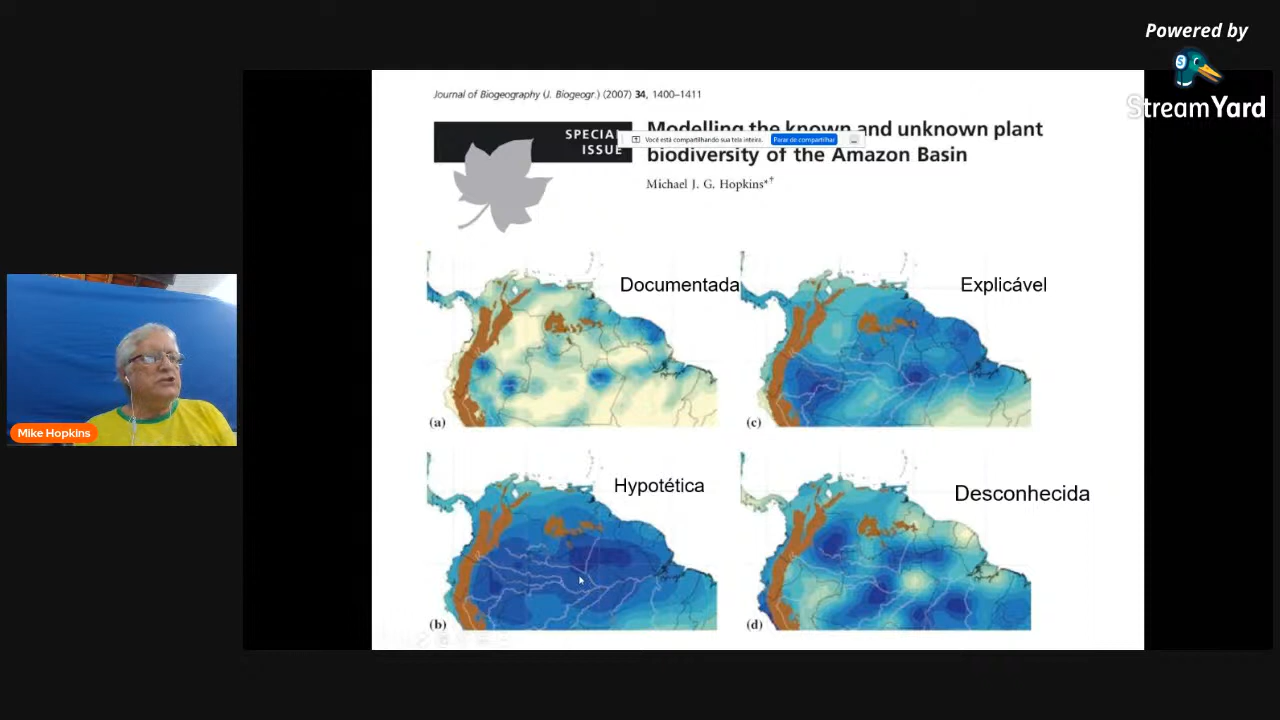 Powered by
StreamYard
Journal of Biogeography (J. Biogeogr.) (2007) 34, 1400–1411
SPECIAL
ISSUE
Modelling the known and unknown plant
Você está compartilhando sua tela inteira. Parar de compartilhar
biodiversity of the Amazon Basin
Michael J. G. Hopkins*†
Documentada
Explicável
(a)
(c)
Mike Hopkins
Hypotética
Desconhecida
(b)
(d)